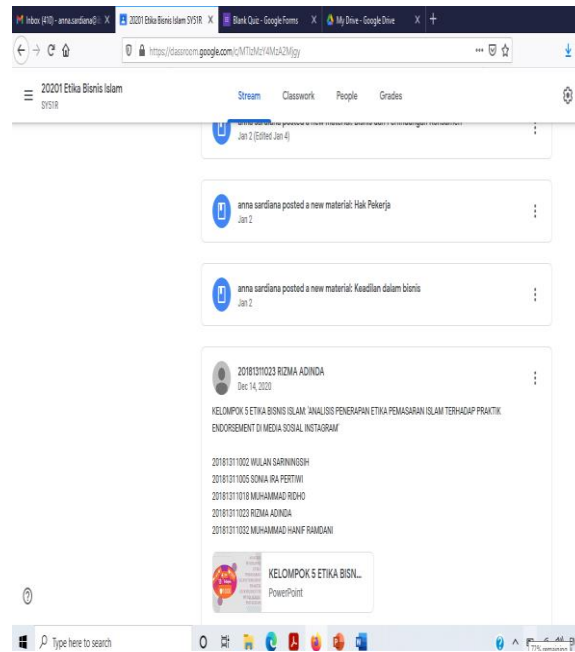 Inbox (410) - anna.sardiana@
20201 Etika Bisnis Islam SY51R
Blank Quiz - Google Forms
My Drive - Google Drive
https://classroom.google.com/c/MTIzMzY4MzA2Mjgy
20201 Etika Bisnis Islam
SY51R
Stream
Classwork
People
Grades
Jan 2 (Edited Jan 4)
anna sardiana posted a new material: Hak Pekerja
Jan 2
anna sardiana posted a new material: Keadilan dalam bisnis
Jan 2
20181311023 RIZMA ADINDA
Dec 14, 2020
KELOMPOK 5 ETIKA BISNIS ISLAM: 'ANALISIS PENERAPAN ETIKA PEMASARAN ISLAM TERHADAP PRAKTIK
ENDORSEMENT DI MEDIA SOSIAL INSTAGRAM'
20181311002 WULAN SARININGSIH
20181311005 SONIA IRA PERTIWI
20181311018 MUHAMMAD RIDHO
20181311023 RIZMA ADINDA
20181311032 MUHAMMAD HANIF RAMDANI
KELOMPOK 5 ETIKA BISN...
PowerPoint
Type here to search
72% remaining